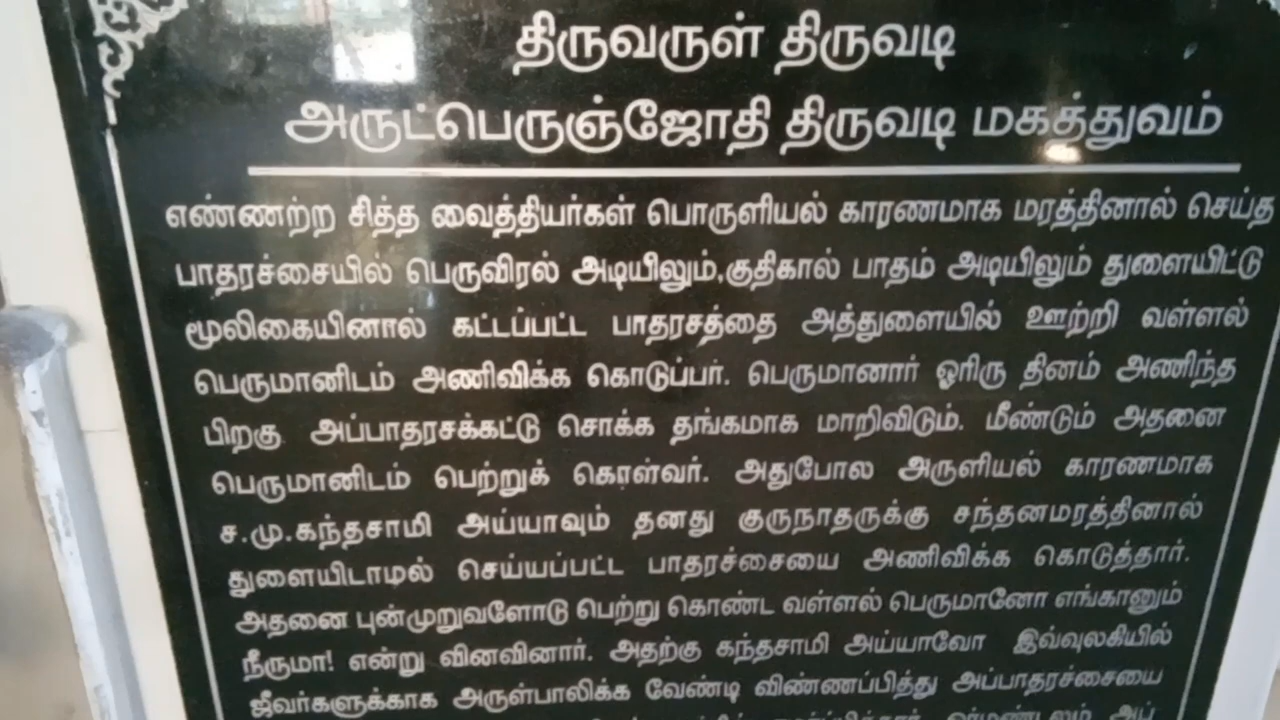 திருவருள் திருவடி
அருட்பெருஞ்ஜோதி திருவடி மகத்துவம்
எண்ணற்ற சித்த வைத்தியர்கள் பொருளியல் காரணமாக மரத்தினால் செய்த
பாதரச்சையில் பெருவிரல் அடியிலும்,குதிகால் பாதம் அடியிலும் துளையிட்டு
மூலிகையினால் கட்டப்பட்ட பாதரசத்தை அத்துளையில் ஊற்றி வள்ளல்
பெருமானிடம் அணிவிக்க கொடுப்பர். பெருமானார் ஓரிரு தினம் அணிந்த
பிறகு அப்பாதரசக்கட்டு சொக்க தங்கமாக மாறிவிடும். மீண்டும் அதனை
பெருமானிடம் பெற்றுக் கொள்வர். அதுபோல அருளியல் காரணமாக
ச.மு.கந்தசாமி அய்யாவும் தனது குருநாதருக்கு சந்தனமரத்தினால்
துளையிடாமல் செய்யப்பட்ட பாதரச்சையை அணிவிக்க கொடுத்தார்.
அதனை புன்முறுவளோடு பெற்று கொண்ட வள்ளல் பெருமானோ எங்கானும்
நீருமா! என்று வினவினார். அதற்கு கந்தசாமி அய்யாவோ இவ்வுலகியில்
ஜீவர்களுக்காக அருள்பாலிக்க வேண்டி விண்ணப்பித்து அப்பாதரச்சையை